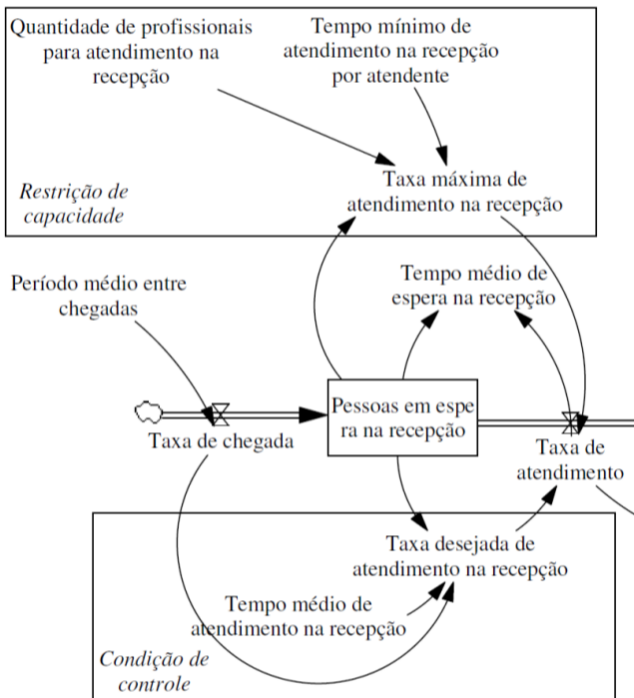 Quantidade de profissionais
para atendimento na
recepção
Tempo mínimo de
atendimento na recepção
por atendente
Restrição de
capacidade
Taxa máxima de
atendimento na recepção
Período médio entre
chegadas
Tempo médio de
espera na recepção
Taxa de chegada
Pessoas em espe
ra na recepção
Taxa de
atendimento
Taxa desejada de
atendimento na recepção
Tempo médio de
atendimento na recepção
Condição de
controle